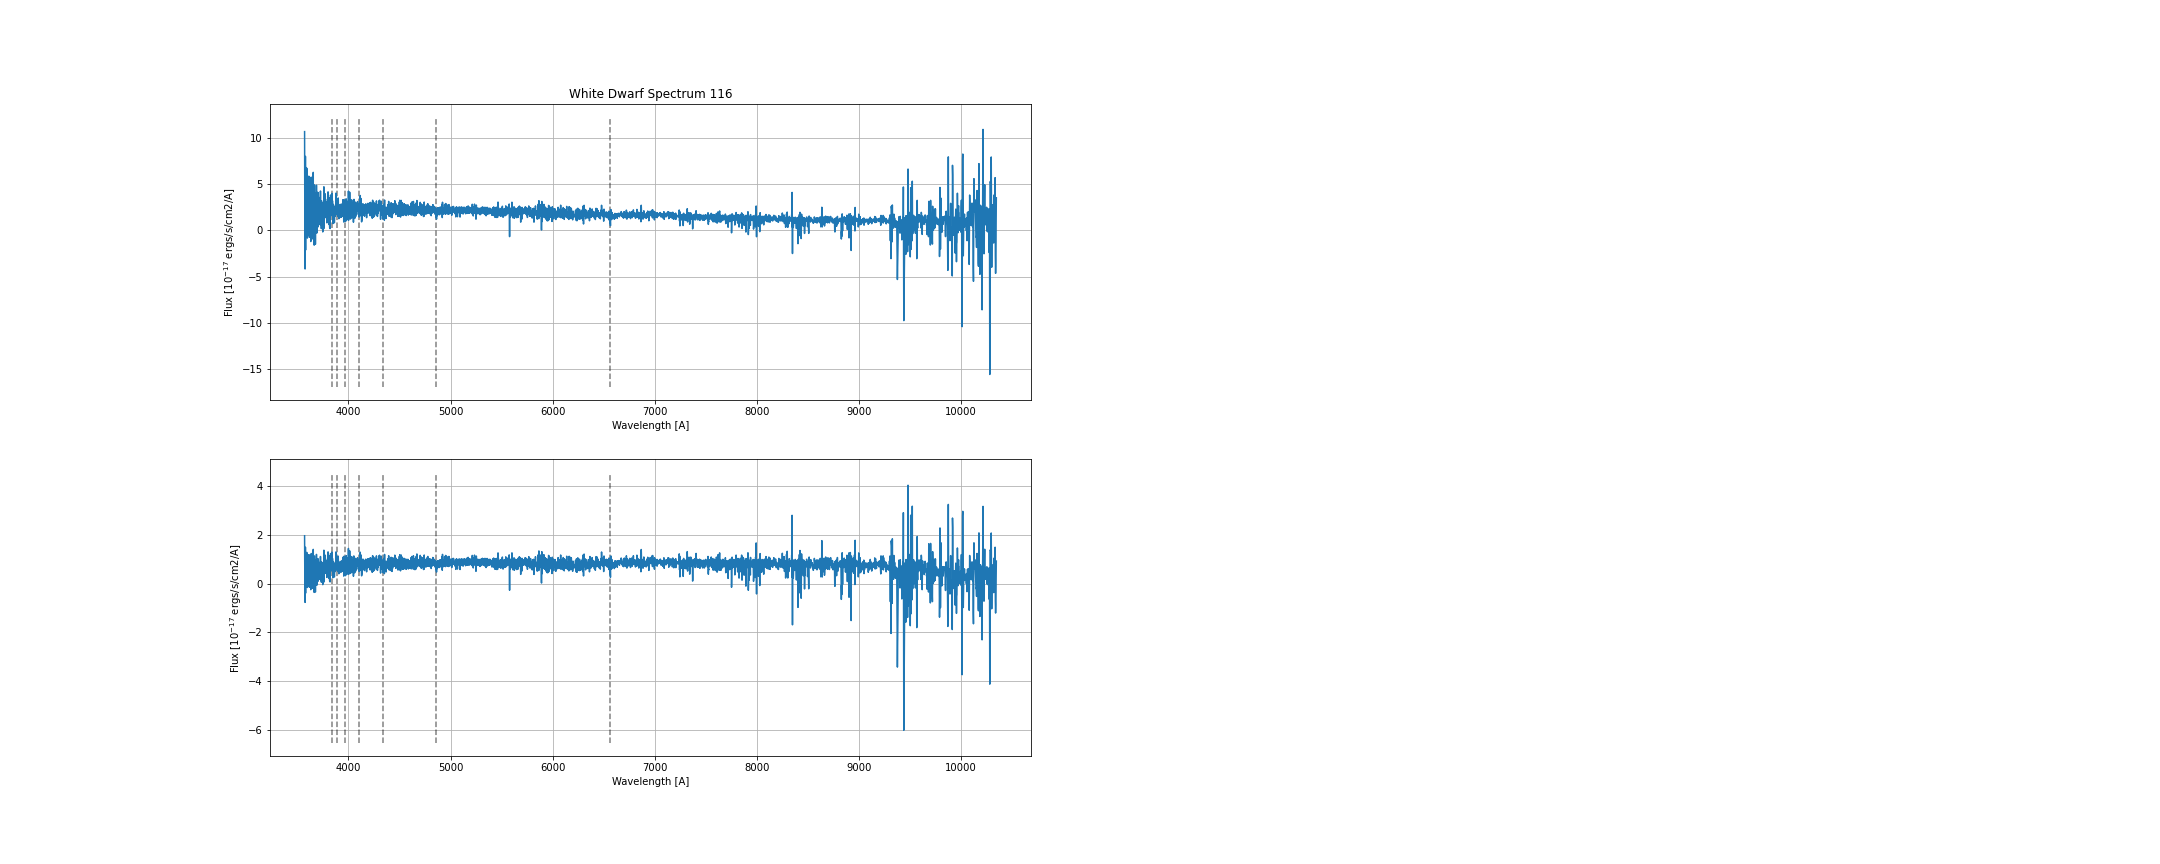 White Dwarf Spectrum 116
Flux [10⁻¹⁷ ergs/s/cm2/A]
10
5
0
−5
−10
−15
4000 5000 6000 7000 8000 9000 10000
Wavelength [A]
Flux [10⁻¹⁷ ergs/s/cm2/A]
4
2
0
−2
−4
−6
4000 5000 6000 7000 8000 9000 10000
Wavelength [A]